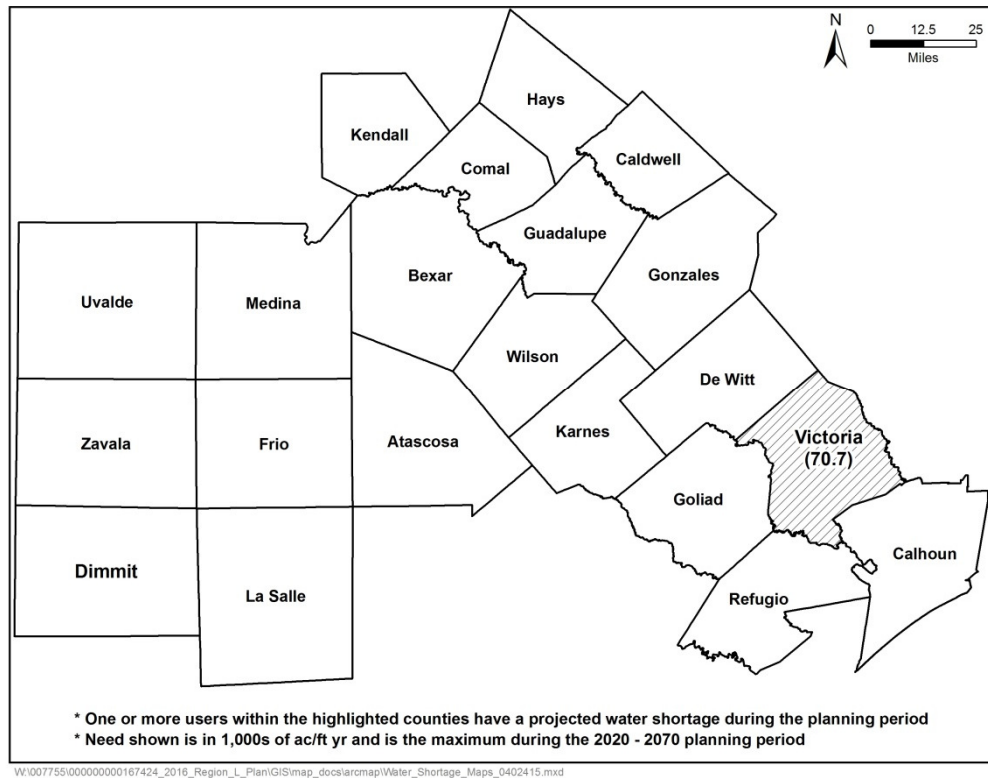 N
0 12.5 25
Miles
Hays
Kendall
Caldwell
Comal
Guadalupe
Bexar
Gonzales
Uvalde
Medina
Wilson
De Witt
Zavala
Frio
Atascosa
Karnes
Victoria
(70.7)
Goliad
Calhoun
Dimmit
La Salle
Refugio
* One or more users within the highlighted counties have a projected water shortage during the planning period
* Need shown is in 1,000s of ac/ft yr and is the maximum during the 2020 - 2070 planning period
W:\007755\000000000167424_2016_Region_L_Plan\GIS\map_docs\arcmap\Water_Shortage_Maps_0402415.mxd